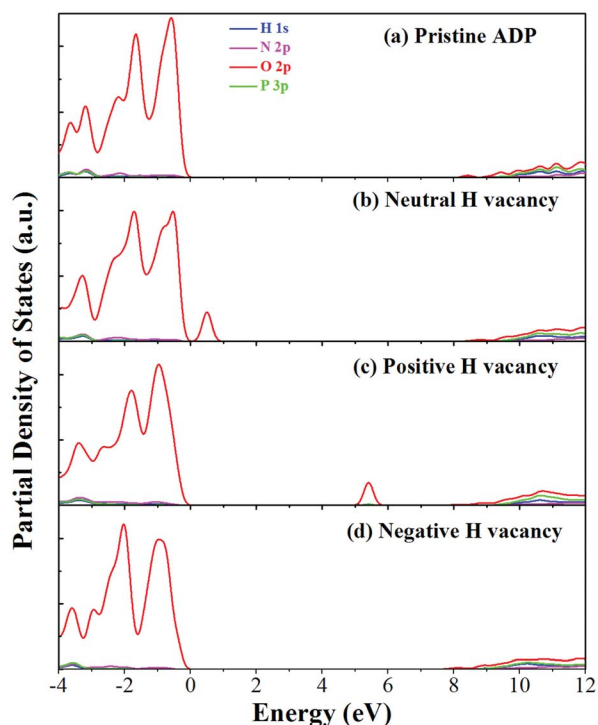 H 1s
N 2p
O 2p
P 3p
(a) Pristine ADP
(b) Neutral H vacancy
(c) Positive H vacancy
(d) Negative H vacancy
Partial Density of States (a.u.)
-4 -2 0 2 4 6 8 10 12
Energy (eV)